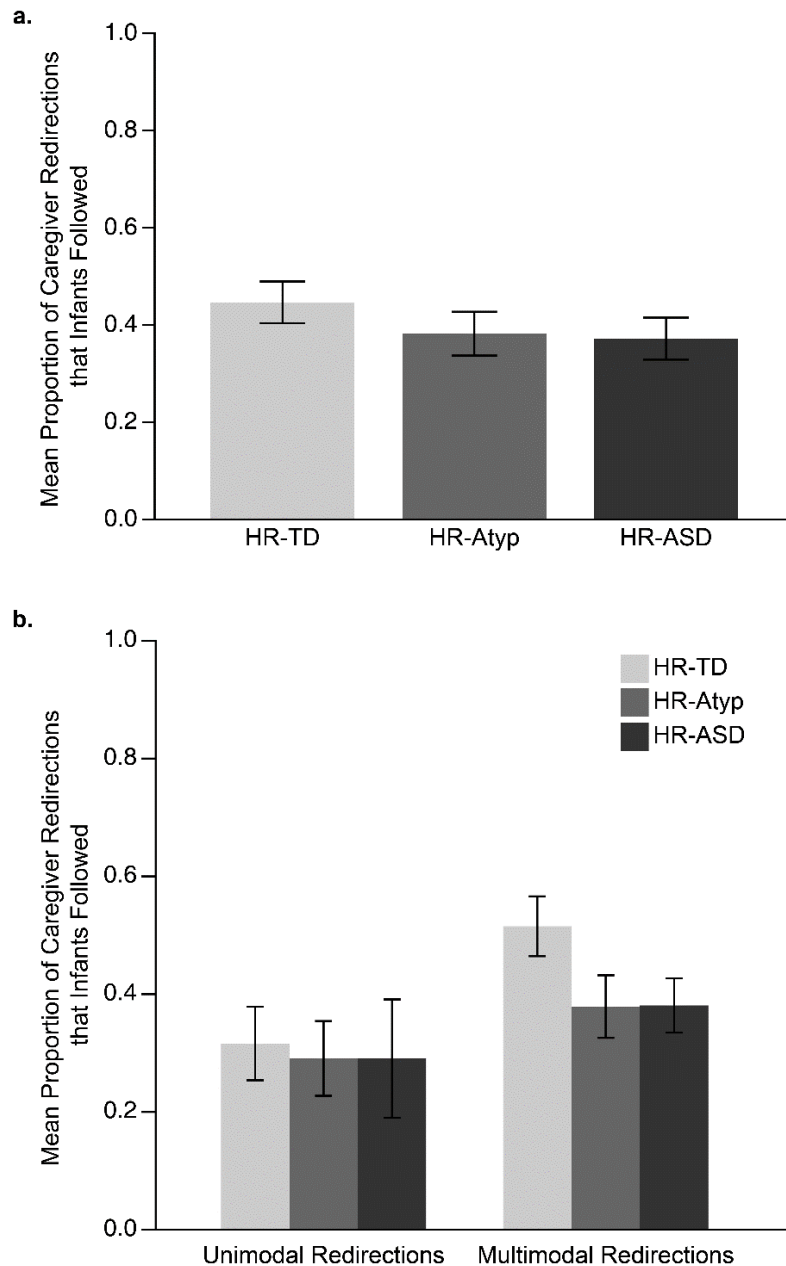 a.
Mean Proportion of Caregiver Redirections
that Infants Followed
1.0
0.8
0.6
0.4
0.2
0.0
HR-TD
HR-Atyp
HR-ASD
b.
Mean Proportion of Caregiver Redirections
that Infants Followed
1.0
0.8
0.6
0.4
0.2
0.0
HR-TD
HR-Atyp
HR-ASD
Unimodal Redirections
Multimodal Redirections